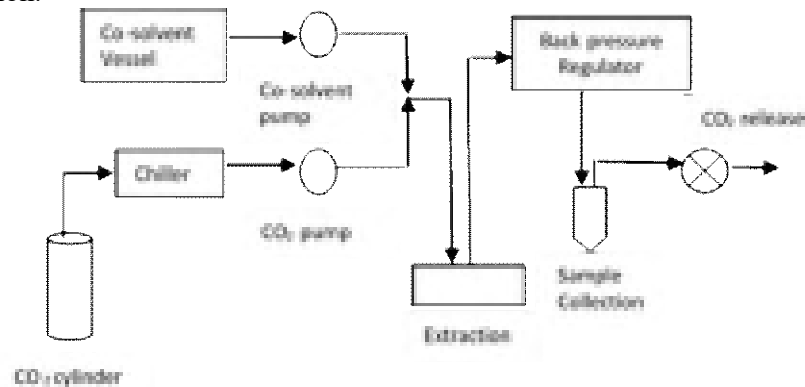 Co-solvent
Vessel
Co-solvent
pump
Back pressure
Regulator
CO₂ release
Chiller
CO₂ pump
Sample
Collection
Extraction
CO₂ cylinder